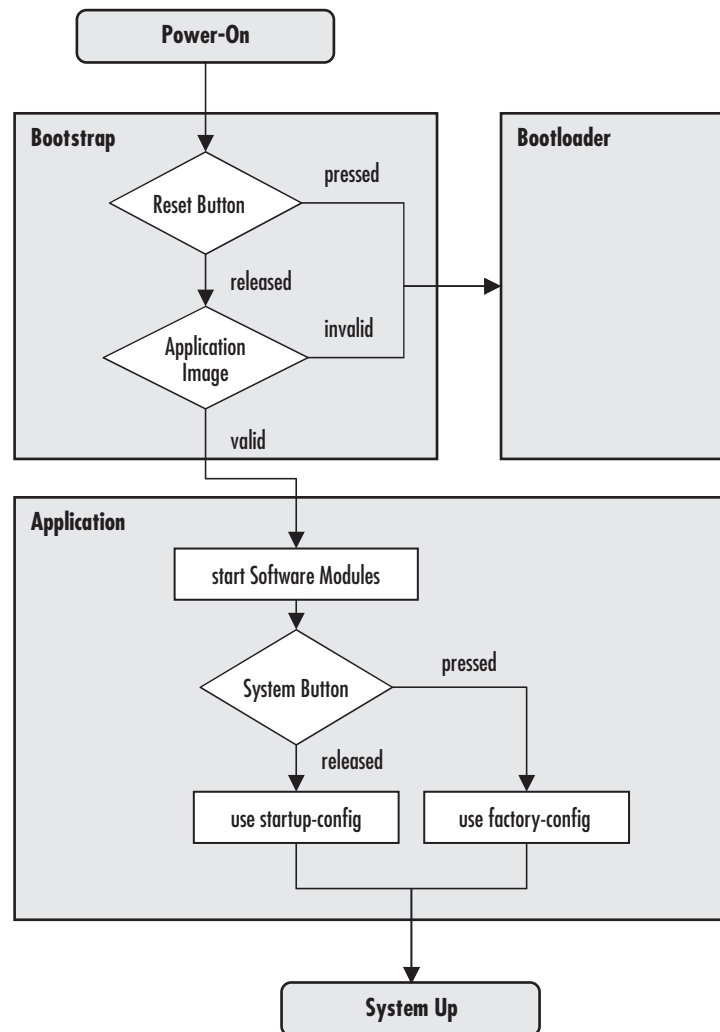 Power-On
Bootstrap
Bootloader
pressed
Reset Button
released
invalid
Application
Image
valid
Application
start Software Modules
pressed
System Button
released
use startup-config
use factory-config
System Up